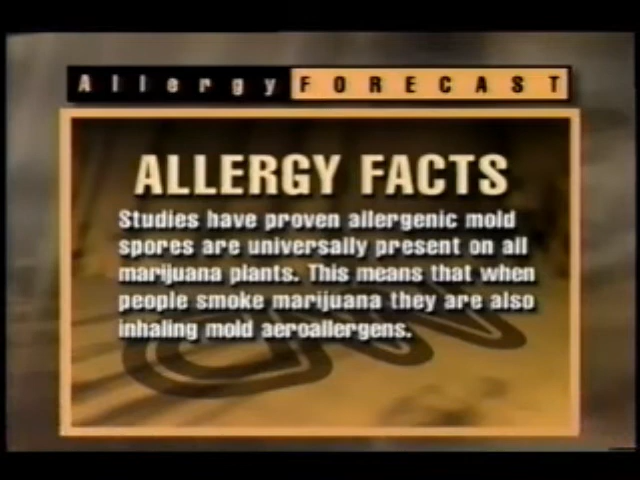 Allergy FORECAST
ALLERGY FACTS
Studies have proven allergenic mold
spores are universally present on all
marijuana plants. This means that when
people smoke marijuana they are also
inhaling mold aeroallergens.
CNN